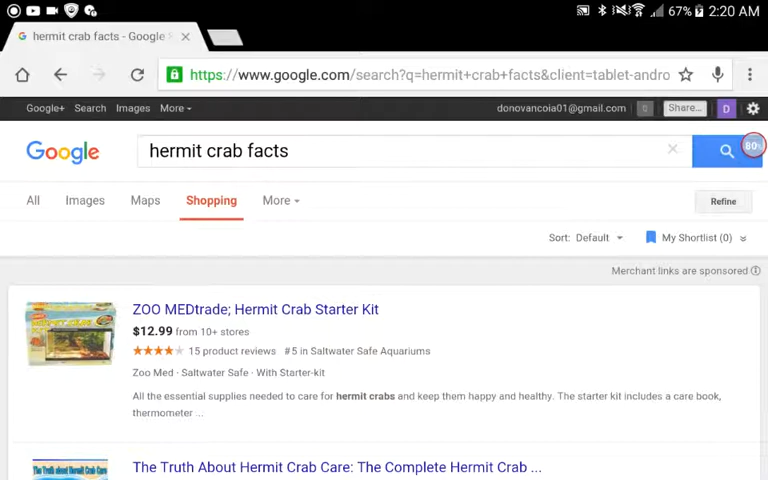 67% 2:20 AM
hermit crab facts - Google
https://www.google.com/search?q=hermit+crab+facts&client=tablet-andro
Google+ Search Images More donovancoia01@gmail.com 0 Share... D
Google hermit crab facts 80%
All Images Maps Shopping More Refine
Sort: Default My Shortlist (0)
Merchant links are sponsored
ZOO MEDtrade; Hermit Crab Starter Kit
$12.99 from 10+ stores
15 product reviews #5 in Saltwater Safe Aquariums
Zoo Med · Saltwater Safe · With Starter-kit
All the essential supplies needed to care for hermit crabs and keep them happy and healthy. The starter kit includes a care book,
thermometer ...
The Truth About Hermit Crab Care: The Complete Hermit Crab ...